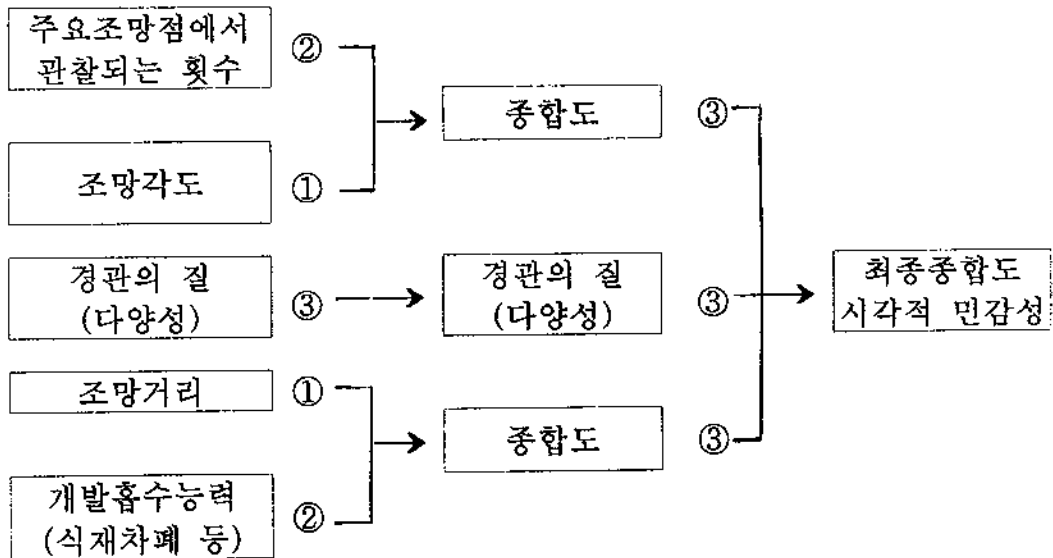 주요조망점에서
관찰되는 횟수
②
종합도
③
조망각도
①
경관의 질
(다양성)
③
경관의 질
(다양성)
③
최종종합도
시각적 민감성
조망거리
①
종합도
③
개발흡수능력
(식재차폐 등)
②